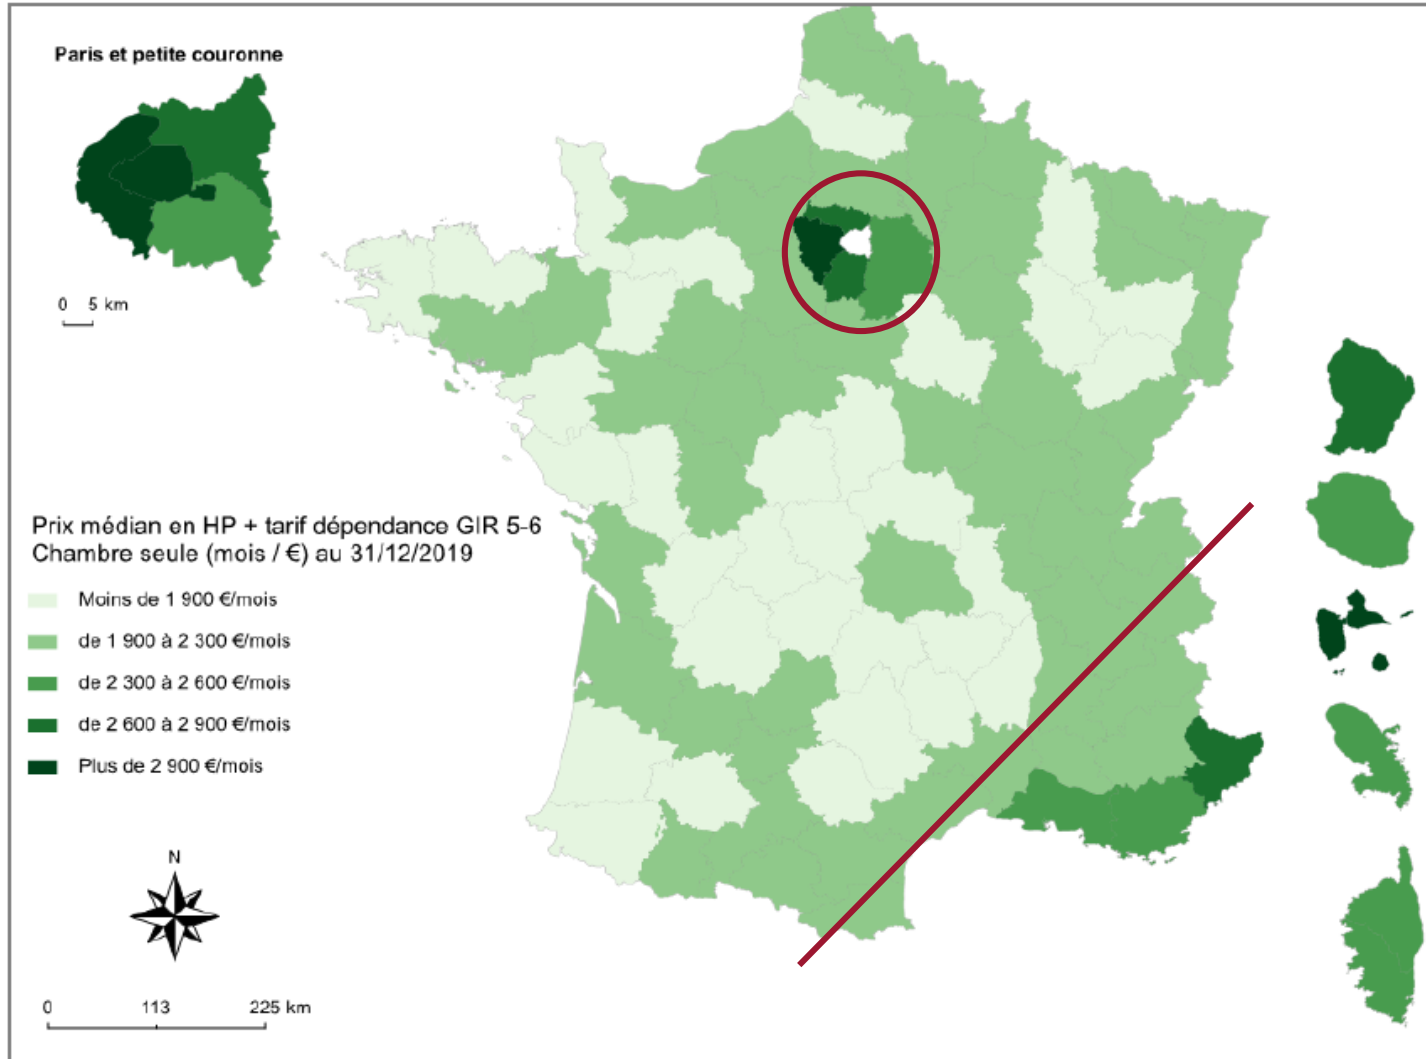 Paris et petite couronne
0 5 km
Prix médian en HP + tarif dépendance GIR 5-6
Chambre seule (mois / €) au 31/12/2019
Moins de 1 900 €/mois
de 1 900 à 2 300 €/mois
de 2 300 à 2 600 €/mois
de 2 600 à 2 900 €/mois
Plus de 2 900 €/mois
N
0 113 225 km